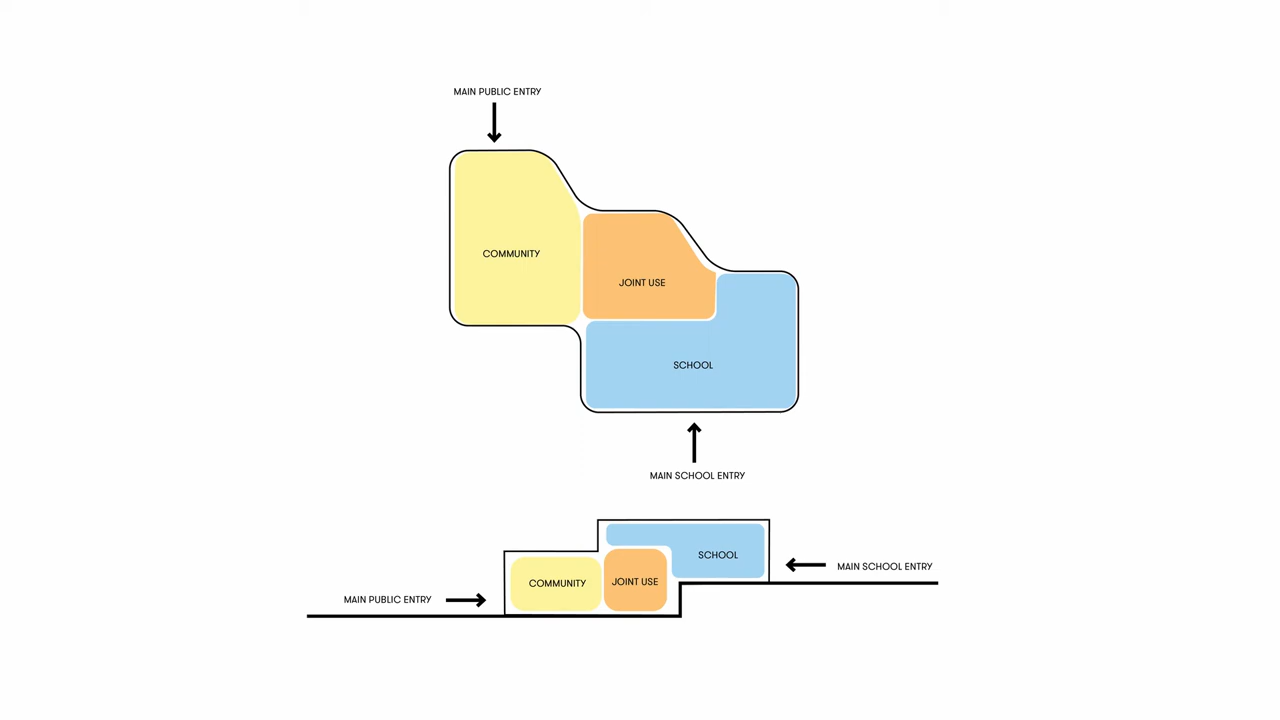 MAIN PUBLIC ENTRY
COMMUNITY
JOINT USE
SCHOOL
MAIN SCHOOL ENTRY
SCHOOL
MAIN SCHOOL ENTRY
COMMUNITY
JOINT USE
MAIN PUBLIC ENTRY